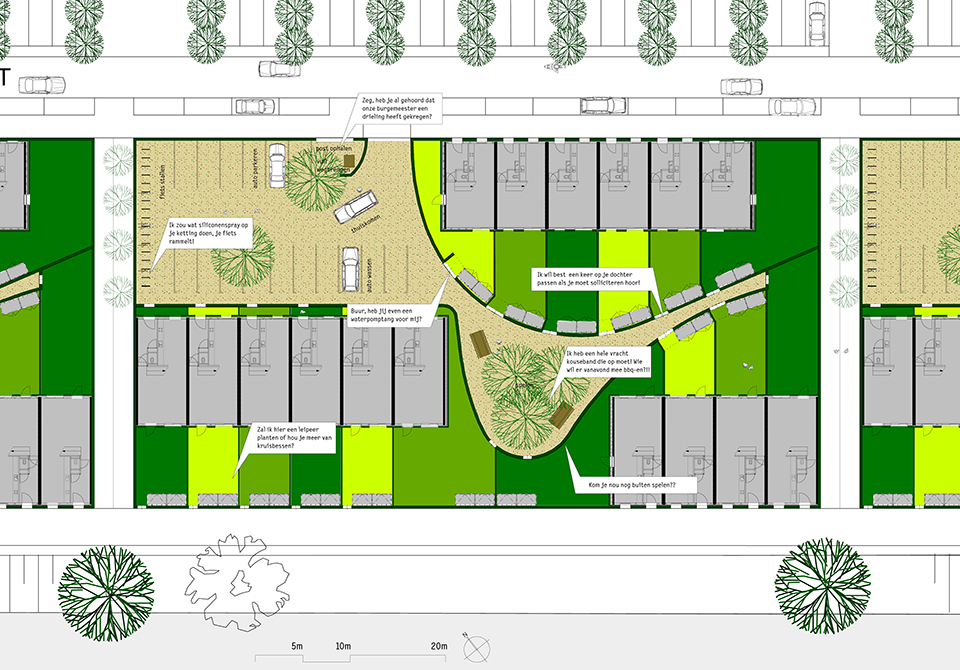 T
Zeg, heb je al gehoord dat
onze burgemeester een
drieling heeft gekregen?
post ophalen
fiets stallen
auto parkeren
thuiskomen
auto wassen
Ik zou wat siliconenspray op
je ketting doen, je fiets
rammelt!
Ik wil best een keer op je dochter
passen als je moet solliciteren hoor!
Buur, heb jij even een
waterpomptang voor mij?
Ik heb een hele vracht
kouseband die op moet! Wie
wil er vanavond mee bbq-en?!!
Zal ik hier een leipeer
planten of hou je meer van
kruisbessen?
Kom je nou nog buiten spelen??
5m 10m 20m
N